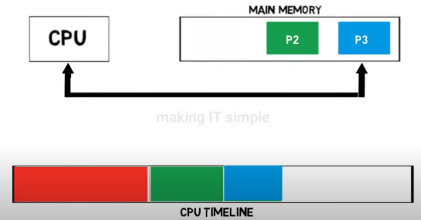 MAIN MEMORY
CPU
P2
P3
making IT simple
CPU TIMELINE